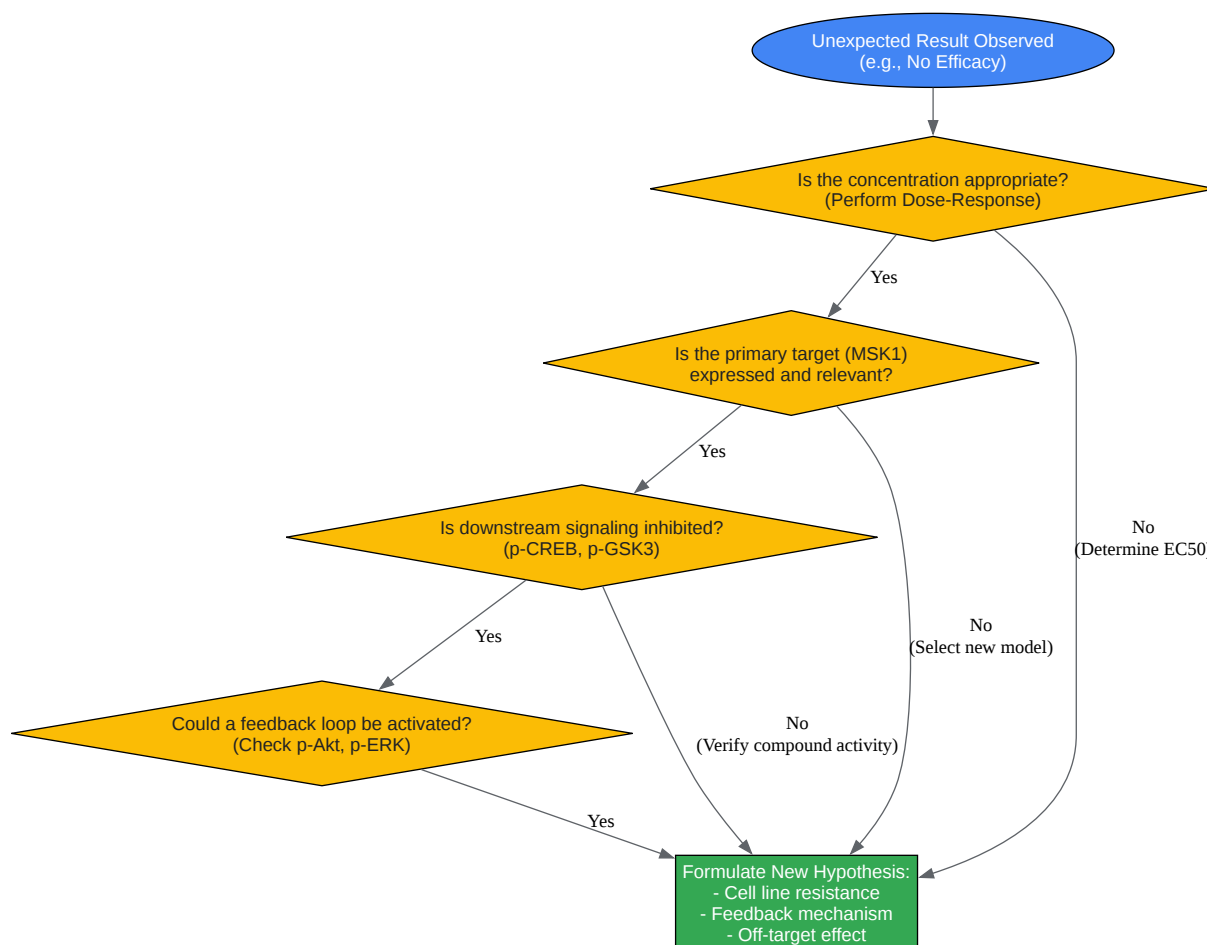 Unexpected Result Observed
(e.g., No Efficacy)
Is the concentration appropriate?
(Perform Dose-Response)
Yes
Is the primary target (MSK1)
expressed and relevant?
Yes
Is downstream signaling inhibited?
(p-CREB, p-GSK3)
No
(Determine EC50)
No
(Select new model)
Yes
Could a feedback loop be activated?
(Check p-Akt, p-ERK)
No
(Verify compound activity)
Yes
Formulate New Hypothesis:
- Cell line resistance
- Feedback mechanism
- Off-target effect